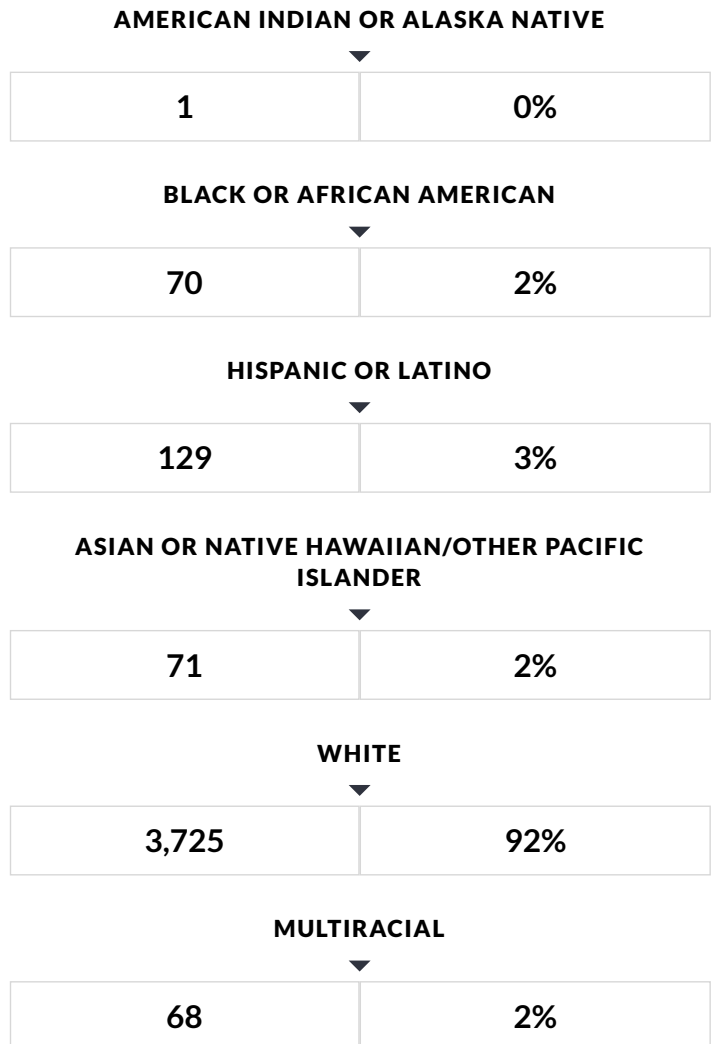 AMERICAN INDIAN OR ALASKA NATIVE
1 0%
BLACK OR AFRICAN AMERICAN
70 2%
HISPANIC OR LATINO
129 3%
ASIAN OR NATIVE HAWAIIAN/OTHER PACIFIC
ISLANDER
71 2%
WHITE
3,725 92%
MULTIRACIAL
68 2%